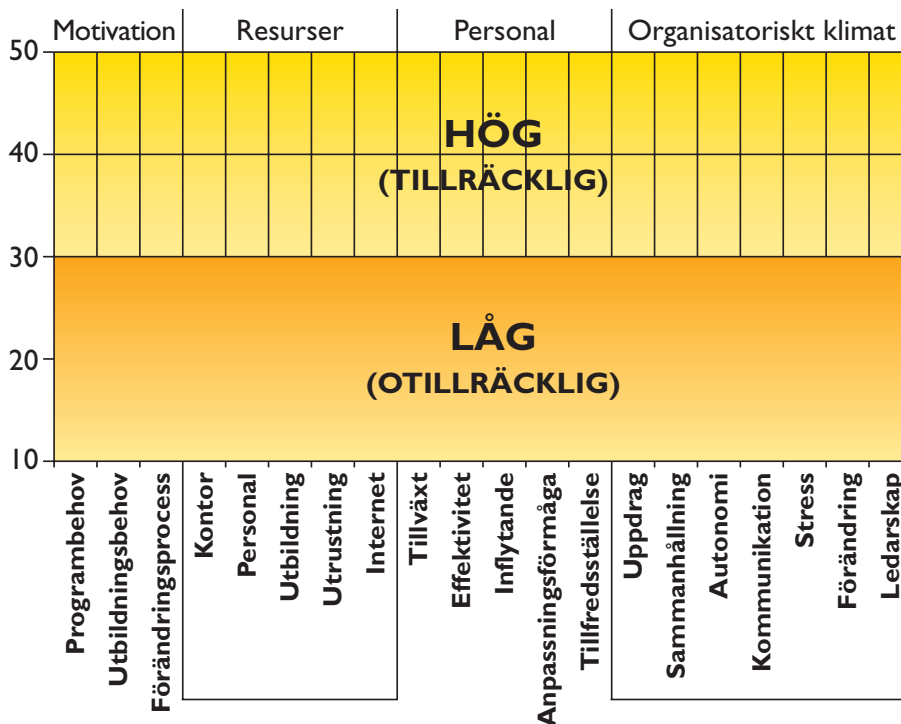 Motivation
Resurser
Personal
Organisatoriskt klimat
50
40
30
20
10
HÖG
(TILLRÄCKLIG)
LÅG
(OTILLRÄCKLIG)
Programbehov
Utbildningsbehov
Förändringsprocess
Kontor
Personal
Utbildning
Utrustning
Internet
Tillväxt
Effektivitet
Inflytande
Anpassningsförmåga
Tillfredsställelse
Uppdrag
Sammanhållning
Autonomi
Kommunikation
Stress
Förändring
Ledarskap